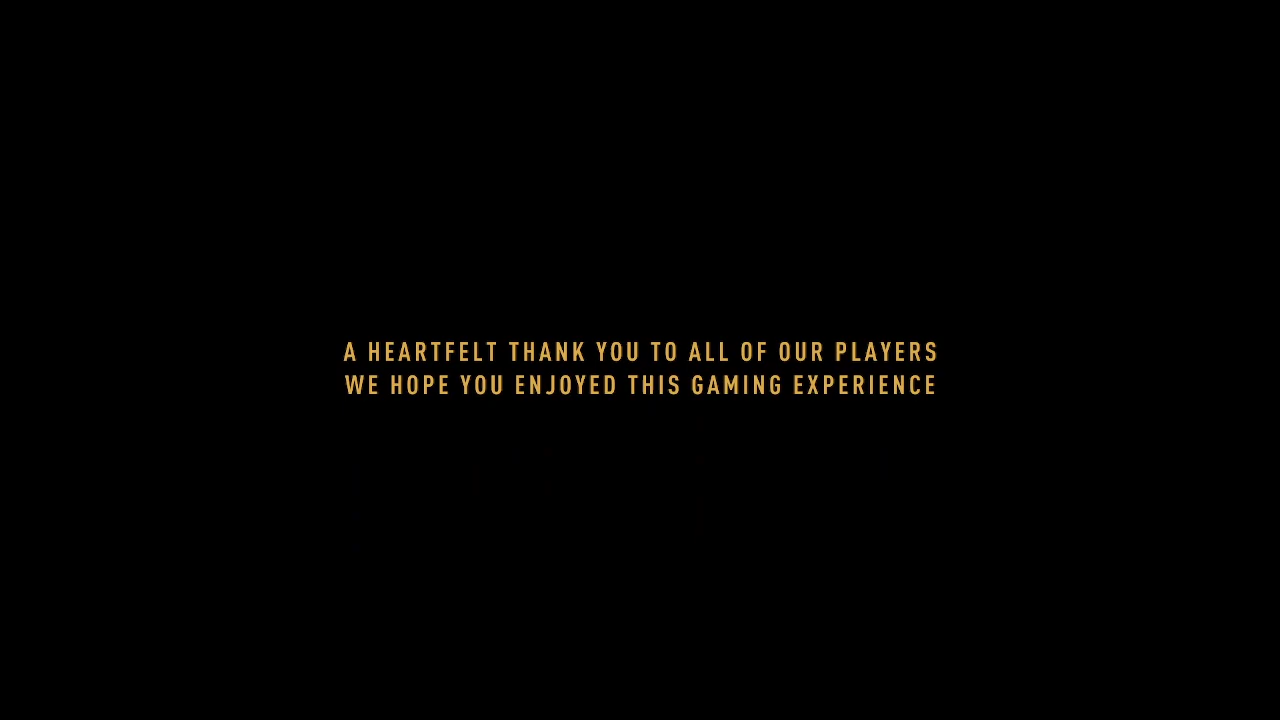 A HEARTFELT THANK YOU TO ALL OF OUR PLAYERS
WE HOPE YOU ENJOYED THIS GAMING EXPERIENCE